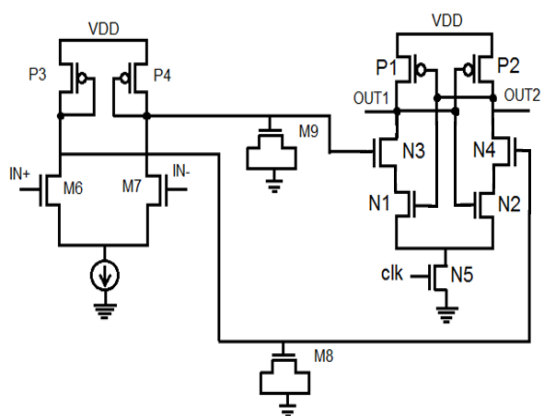 VDD
VDD
P3
P4
P1
P2
OUT1
OUT2
M9
N3
N4
IN+
M6
M7
IN-
N1
N2
clk
N5
M8